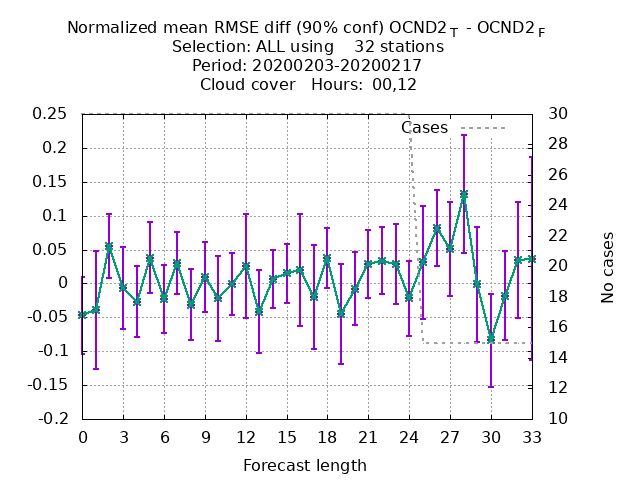 Normalized mean RMSE diff (90% conf) OCND2 T - OCND2 F
Selection: ALL using 32 stations
Period: 20200203-20200217
Cloud cover Hours: 00,12
Cases
0.25
0.2
0.15
0.1
0.05
0
-0.05
-0.1
-0.15
-0.2
30
28
26
24
22
20
18
16
14
12
10
No cases
0 3 6 9 12 15 18 21 24 27 30 33
Forecast length